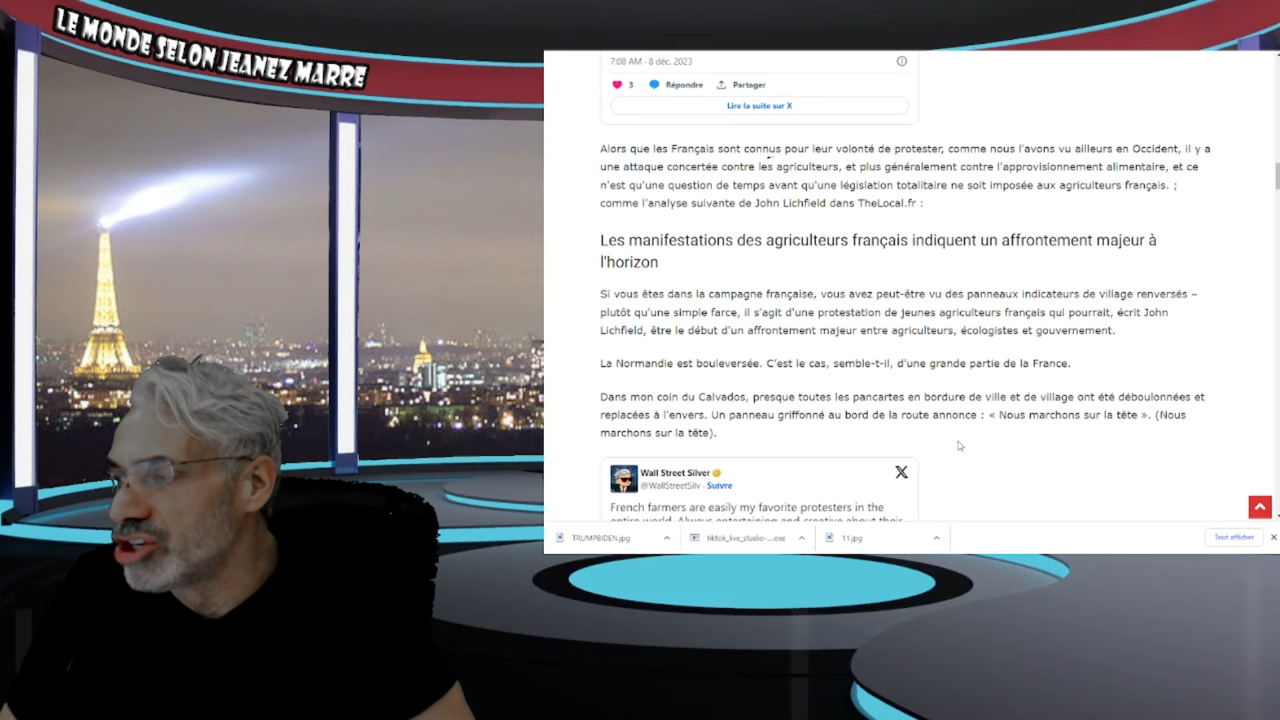 LE MONDE SELON JEANEZ MARRE
7:08 AM · 8 déc. 2023
3 Répondre Partager
Lire la suite sur X
Alors que les Français sont connus pour leur volonté de protester, comme nous l'avons vu ailleurs en Occident, il y a
une attaque concertée contre les agriculteurs, et plus généralement contre l'approvisionnement alimentaire, et ce
n'est qu'une question de temps avant qu'une législation totalitaire ne soit imposée aux agriculteurs français. ;
comme l'analyse suivante de John Lichfield dans TheLocal.fr :
Les manifestations des agriculteurs français indiquent un affrontement majeur à
l'horizon
Si vous êtes dans la campagne française, vous avez peut-être vu des panneaux indicateurs de village renversés –
plutôt qu'une simple farce, il s'agit d'une protestation de jeunes agriculteurs français qui pourrait, écrit John
Lichfield, être le début d'un affrontement majeur entre agriculteurs, écologistes et gouvernement.
La Normandie est bouleversée. C'est le cas, semble-t-il, d'une grande partie de la France.
Dans mon coin du Calvados, presque toutes les pancartes en bordure de ville et de village ont été déboulonnées et
replacées à l'envers. Un panneau griffonné au bord de la route annonce : « Nous marchons sur la tête ». (Nous
marchons sur la tête).
Wall Street Silver
@WallStreetSilv · Suivre
French farmers are easily my favorite protesters in the
entire world. Always entertaining and creative about their
TRUMPBIDEN.jpg
tiktok_live_studio-....exe
11.jpg
Tout afficher